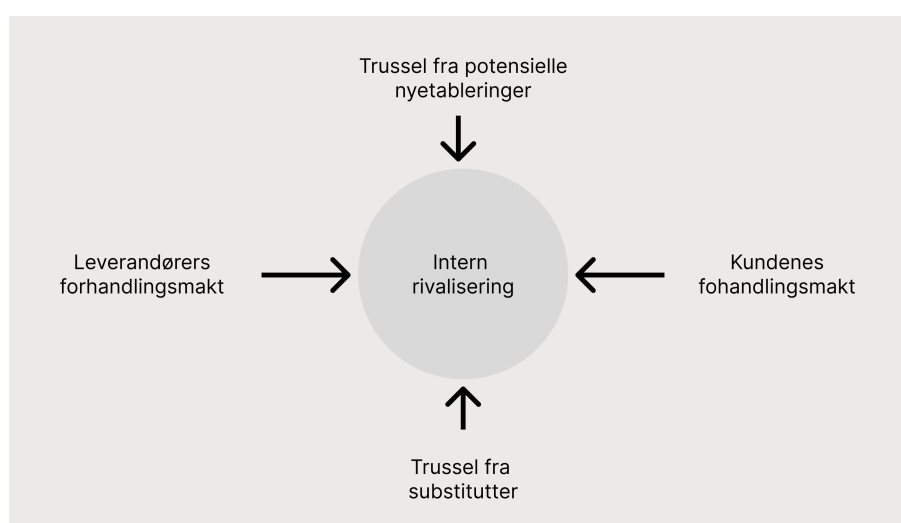 Trussel fra potensielle
nyetableringer
Leverandørers
forhandlingsmakt
Intern
rivalisering
Kundenes
fohandlingsmakt
Trussel fra
substitutter